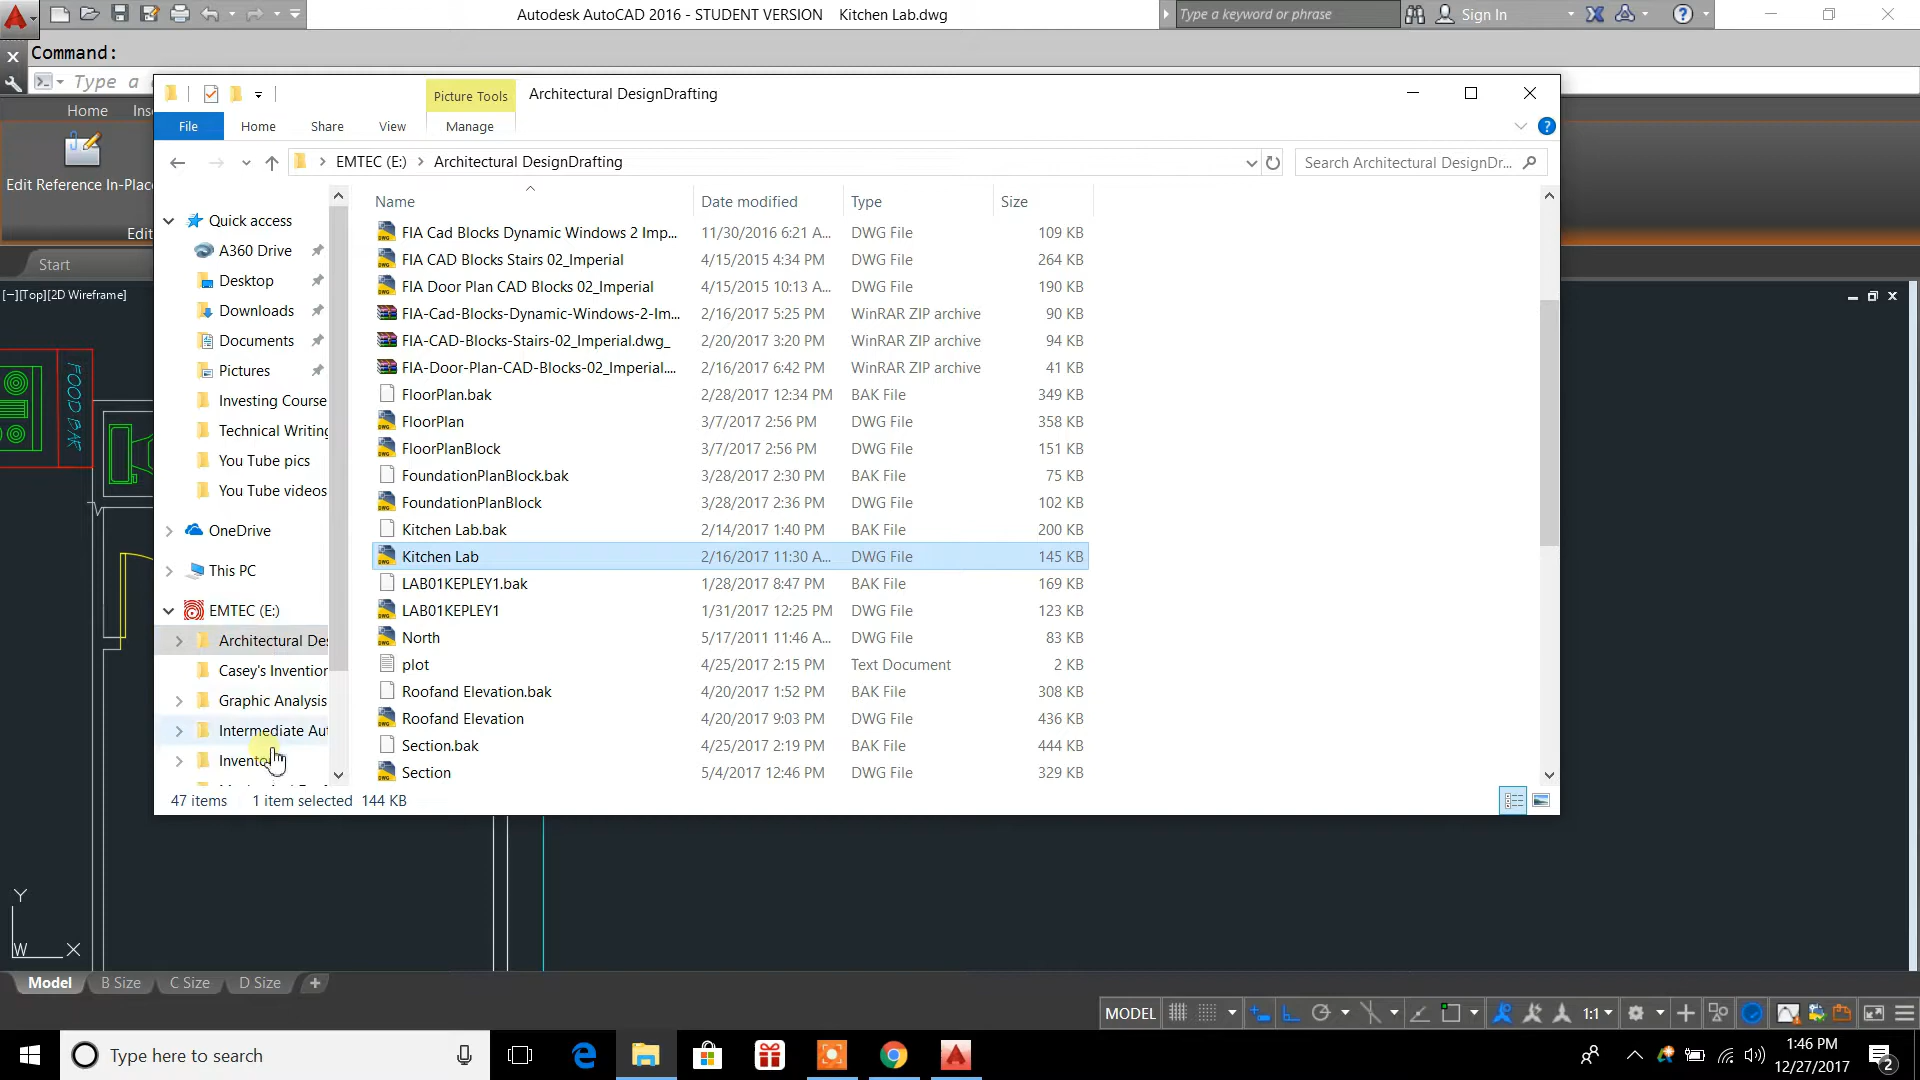 Autodesk AutoCAD 2016 - STUDENT VERSION Kitchen Lab.dwg
Type a keyword or phrase
Sign In
Command:
Type a
Home
Edit Reference In-Place
Edit
Start
[−][Top][2D Wireframe]
FOOD BAR
Picture Tools
Architectural DesignDrafting
File
Home
Share
View
Manage
EMTEC (E:)
Architectural DesignDrafting
Search Architectural DesignDr...
Quick access
A360 Drive
Desktop
Downloads
Documents
Pictures
Investing Course
Technical Writing
You Tube pics
You Tube videos
OneDrive
This PC
EMTEC (E:)
Architectural Des
Casey's Invention
Graphic Analysis
Intermediate Aut
Name Date modified Type Size
FIA Cad Blocks Dynamic Windows 2 Imp... 11/30/2016 6:21 A... DWG File 109 KB
FIA CAD Blocks Stairs 02_Imperial 4/15/2015 4:34 PM DWG File 264 KB
FIA Door Plan CAD Blocks 02_Imperial 4/15/2015 10:13 A... DWG File 190 KB
FIA-Cad-Blocks-Dynamic-Windows-2-Im... 2/16/2017 5:25 PM WinRAR ZIP archive 90 KB
FIA-CAD-Blocks-Stairs-02_Imperial.dwg_ 2/20/2017 3:20 PM WinRAR ZIP archive 94 KB
FIA-Door-Plan-CAD-Blocks-02_Imperial.... 2/16/2017 6:42 PM WinRAR ZIP archive 41 KB
FloorPlan.bak 2/28/2017 12:34 PM BAK File 349 KB
FloorPlan 3/7/2017 2:56 PM DWG File 358 KB
FloorPlanBlock 3/7/2017 2:56 PM DWG File 151 KB
FoundationPlanBlock.bak 3/28/2017 2:30 PM BAK File 75 KB
FoundationPlanBlock 3/28/2017 2:36 PM DWG File 102 KB
Kitchen Lab.bak 2/14/2017 1:40 PM BAK File 200 KB
Kitchen Lab 2/16/2017 11:30 A... DWG File 145 KB
LAB01KEPLEY1.bak 1/28/2017 8:47 PM BAK File 169 KB
LAB01KEPLEY1 1/31/2017 12:25 PM DWG File 123 KB
North 5/17/2011 11:46 A... DWG File 83 KB
plot 4/25/2017 2:15 PM Text Document 2 KB
Roofand Elevation.bak 4/20/2017 1:52 PM BAK File 308 KB
Roofand Elevation 4/20/2017 9:03 PM DWG File 436 KB
Section.bak 4/25/2017 2:19 PM BAK File 444 KB
Section 5/4/2017 12:46 PM DWG File 329 KB
47 items 1 item selected 144 KB
Y
W X
Model B Size C Size D Size +
MODEL
1:1
Type here to search
1:46 PM
12/27/2017
2